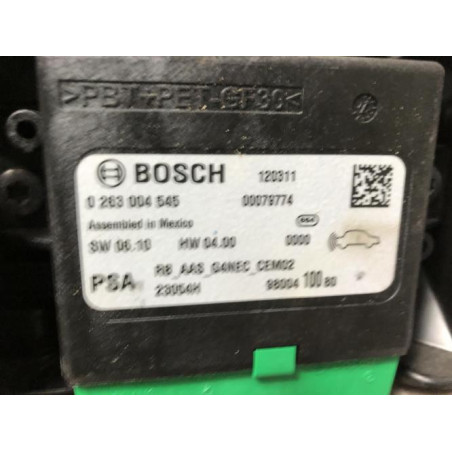 >PBT+PET-GF30<
BOSCH 120311
0 263 004 545 00079774
Assembled in Mexico
SW 06.10 HW 04.00 0000
PSA RB_AAS_G4NEC_CEM02
23054H 98004 100 80